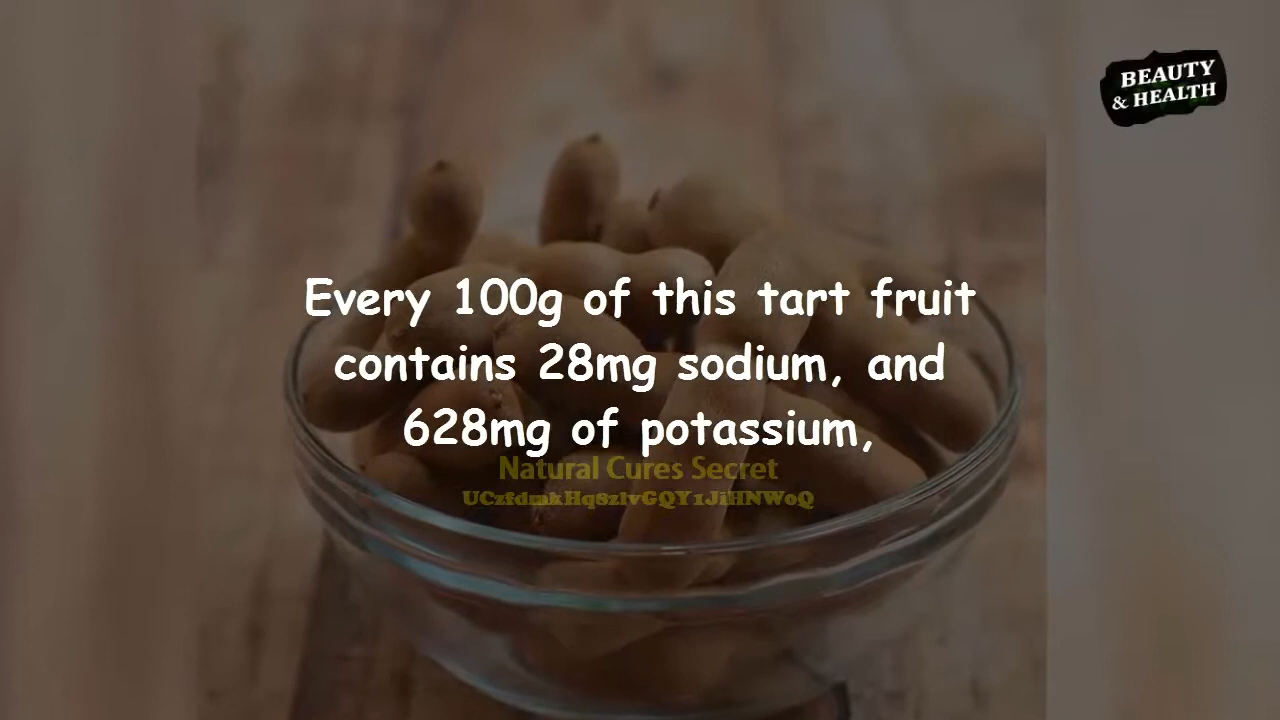 BEAUTY
& HEALTH
Every 100g of this tart fruit
contains 28mg sodium, and
628mg of potassium,
Natural Cures Secret